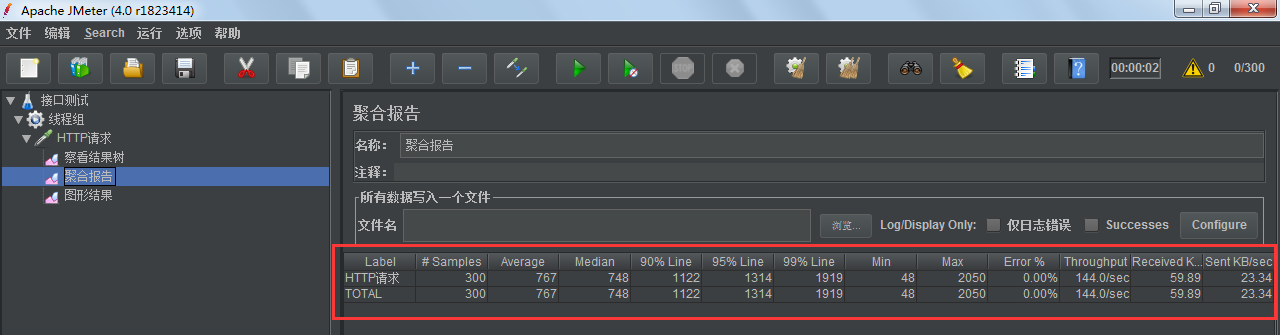 Apache JMeter (4.0 r1823414)
文件 编辑 Search 运行 选项 帮助
STOP 00:00:02 0 0/300
接口测试
线程组
HTTP请求
察看结果树
聚合报告
图形结果
聚合报告
名称： 聚合报告
注释：
所有数据写入一个文件
文件名 浏览... Log/Display Only: 仅日志错误 Successes Configure
Label # Samples Average Median 90% Line 95% Line 99% Line Min Max Error % Throughput Received K... Sent KB/sec
HTTP请求 300 767 748 1122 1314 1919 48 2050 0.00% 144.0/sec 59.89 23.34
TOTAL 300 767 748 1122 1314 1919 48 2050 0.00% 144.0/sec 59.89 23.34